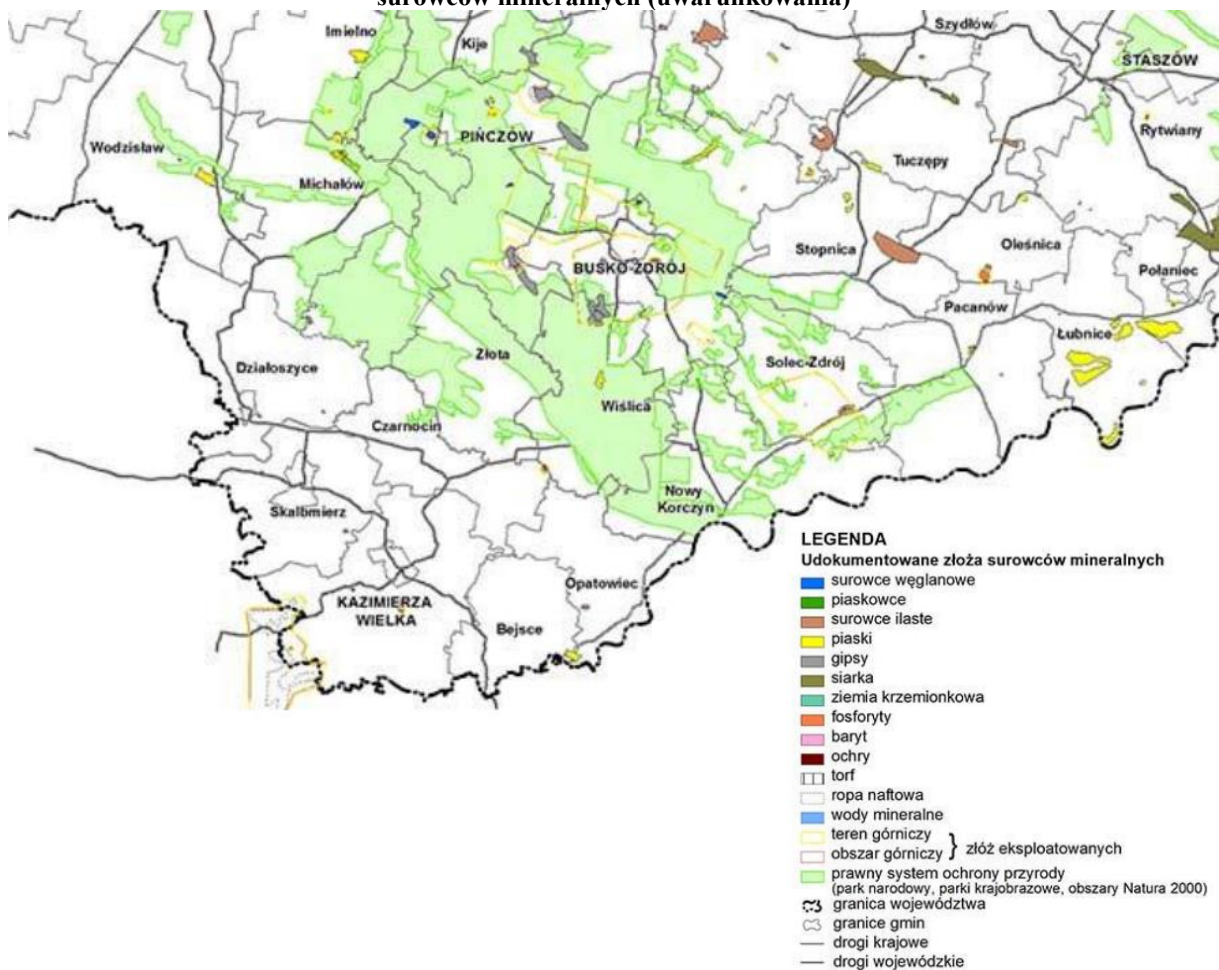 surowców mineralnych (uwarunkowania)
Imielno
Kije
Szydłów
STASZÓW
PIŃCZÓW
Rytwiany
Wodzisław
Tuczępy
Michałów
Stopnica
Oleśnica
BUSKO-ZDRÓJ
Połaniec
Pacanów
Łubnice
Złota
Solec-Zdrój
Działoszyce
Wiślica
Czarnocin
Nowy
Korczyn
Skalbmierz
Opatowiec
KAZIMIERZA
WIELKA
Bejsce
LEGENDA
Udokumentowane złoża surowców mineralnych
surowce węglanowe
piaskowce
surowce ilaste
piaski
gipsy
siarka
ziemia krzemionkowa
fosforyty
baryt
ochry
torf
ropa naftowa
wody mineralne
teren górniczy
obszar górniczy } złóż eksploatowanych
prawny system ochrony przyrody
(park narodowy, parki krajobrazowe, obszary Natura 2000)
granica województwa
granice gmin
drogi krajowe
drogi wojewódzkie